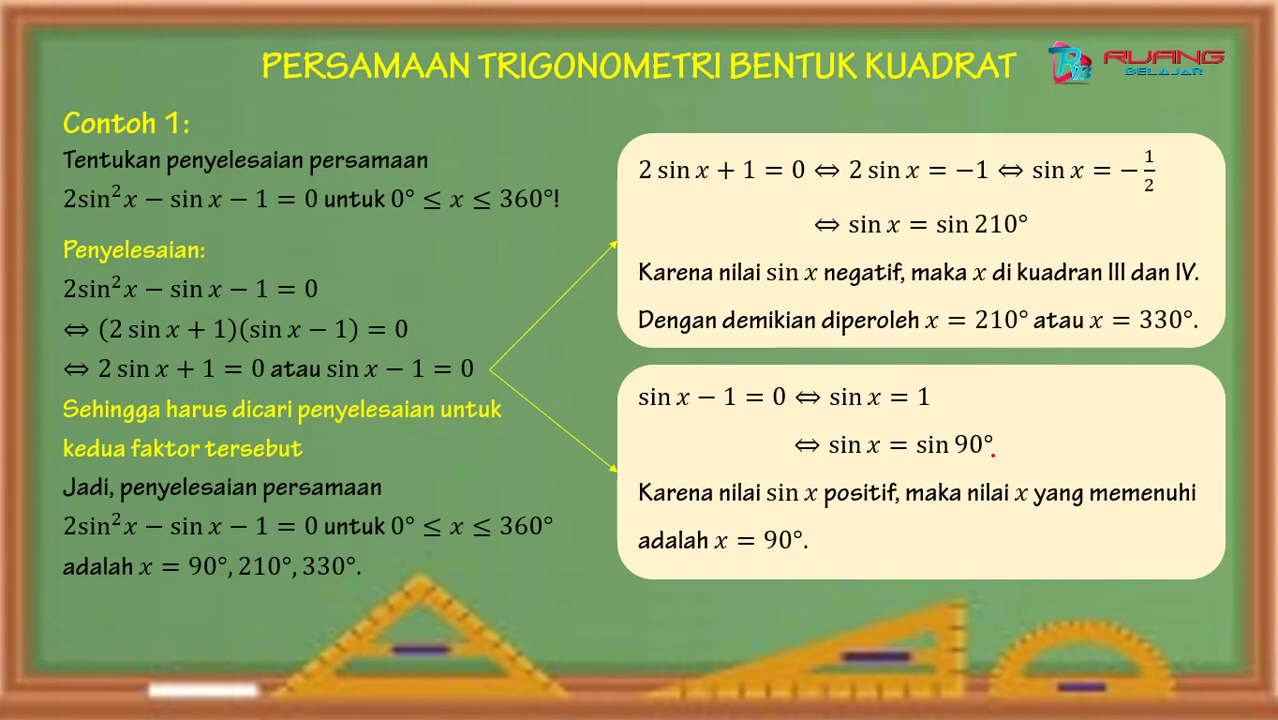 PERSAMAAN TRIGONOMETRI BENTUK KUADRAT
RUANG
BELAJAR
Contoh 1:
Tentukan penyelesaian persamaan
2sin²x − sin x − 1 = 0 untuk 0° ≤ x ≤ 360°!
Penyelesaian:
2sin²x − sin x − 1 = 0
⇔ (2 sin x + 1)(sin x − 1) = 0
⇔ 2 sin x + 1 = 0 atau sin x − 1 = 0
Sehingga harus dicari penyelesaian untuk
kedua faktor tersebut
Jadi, penyelesaian persamaan
2sin²x − sin x − 1 = 0 untuk 0° ≤ x ≤ 360°
adalah x = 90°, 210°, 330°.
2 sin x + 1 = 0 ⇔ 2 sin x = −1 ⇔ sin x = −1/2
⇔ sin x = sin 210°
Karena nilai sin x negatif, maka x di kuadran III dan IV.
Dengan demikian diperoleh x = 210° atau x = 330°.
sin x − 1 = 0 ⇔ sin x = 1
⇔ sin x = sin 90°
Karena nilai sin x positif, maka nilai x yang memenuhi
adalah x = 90°.